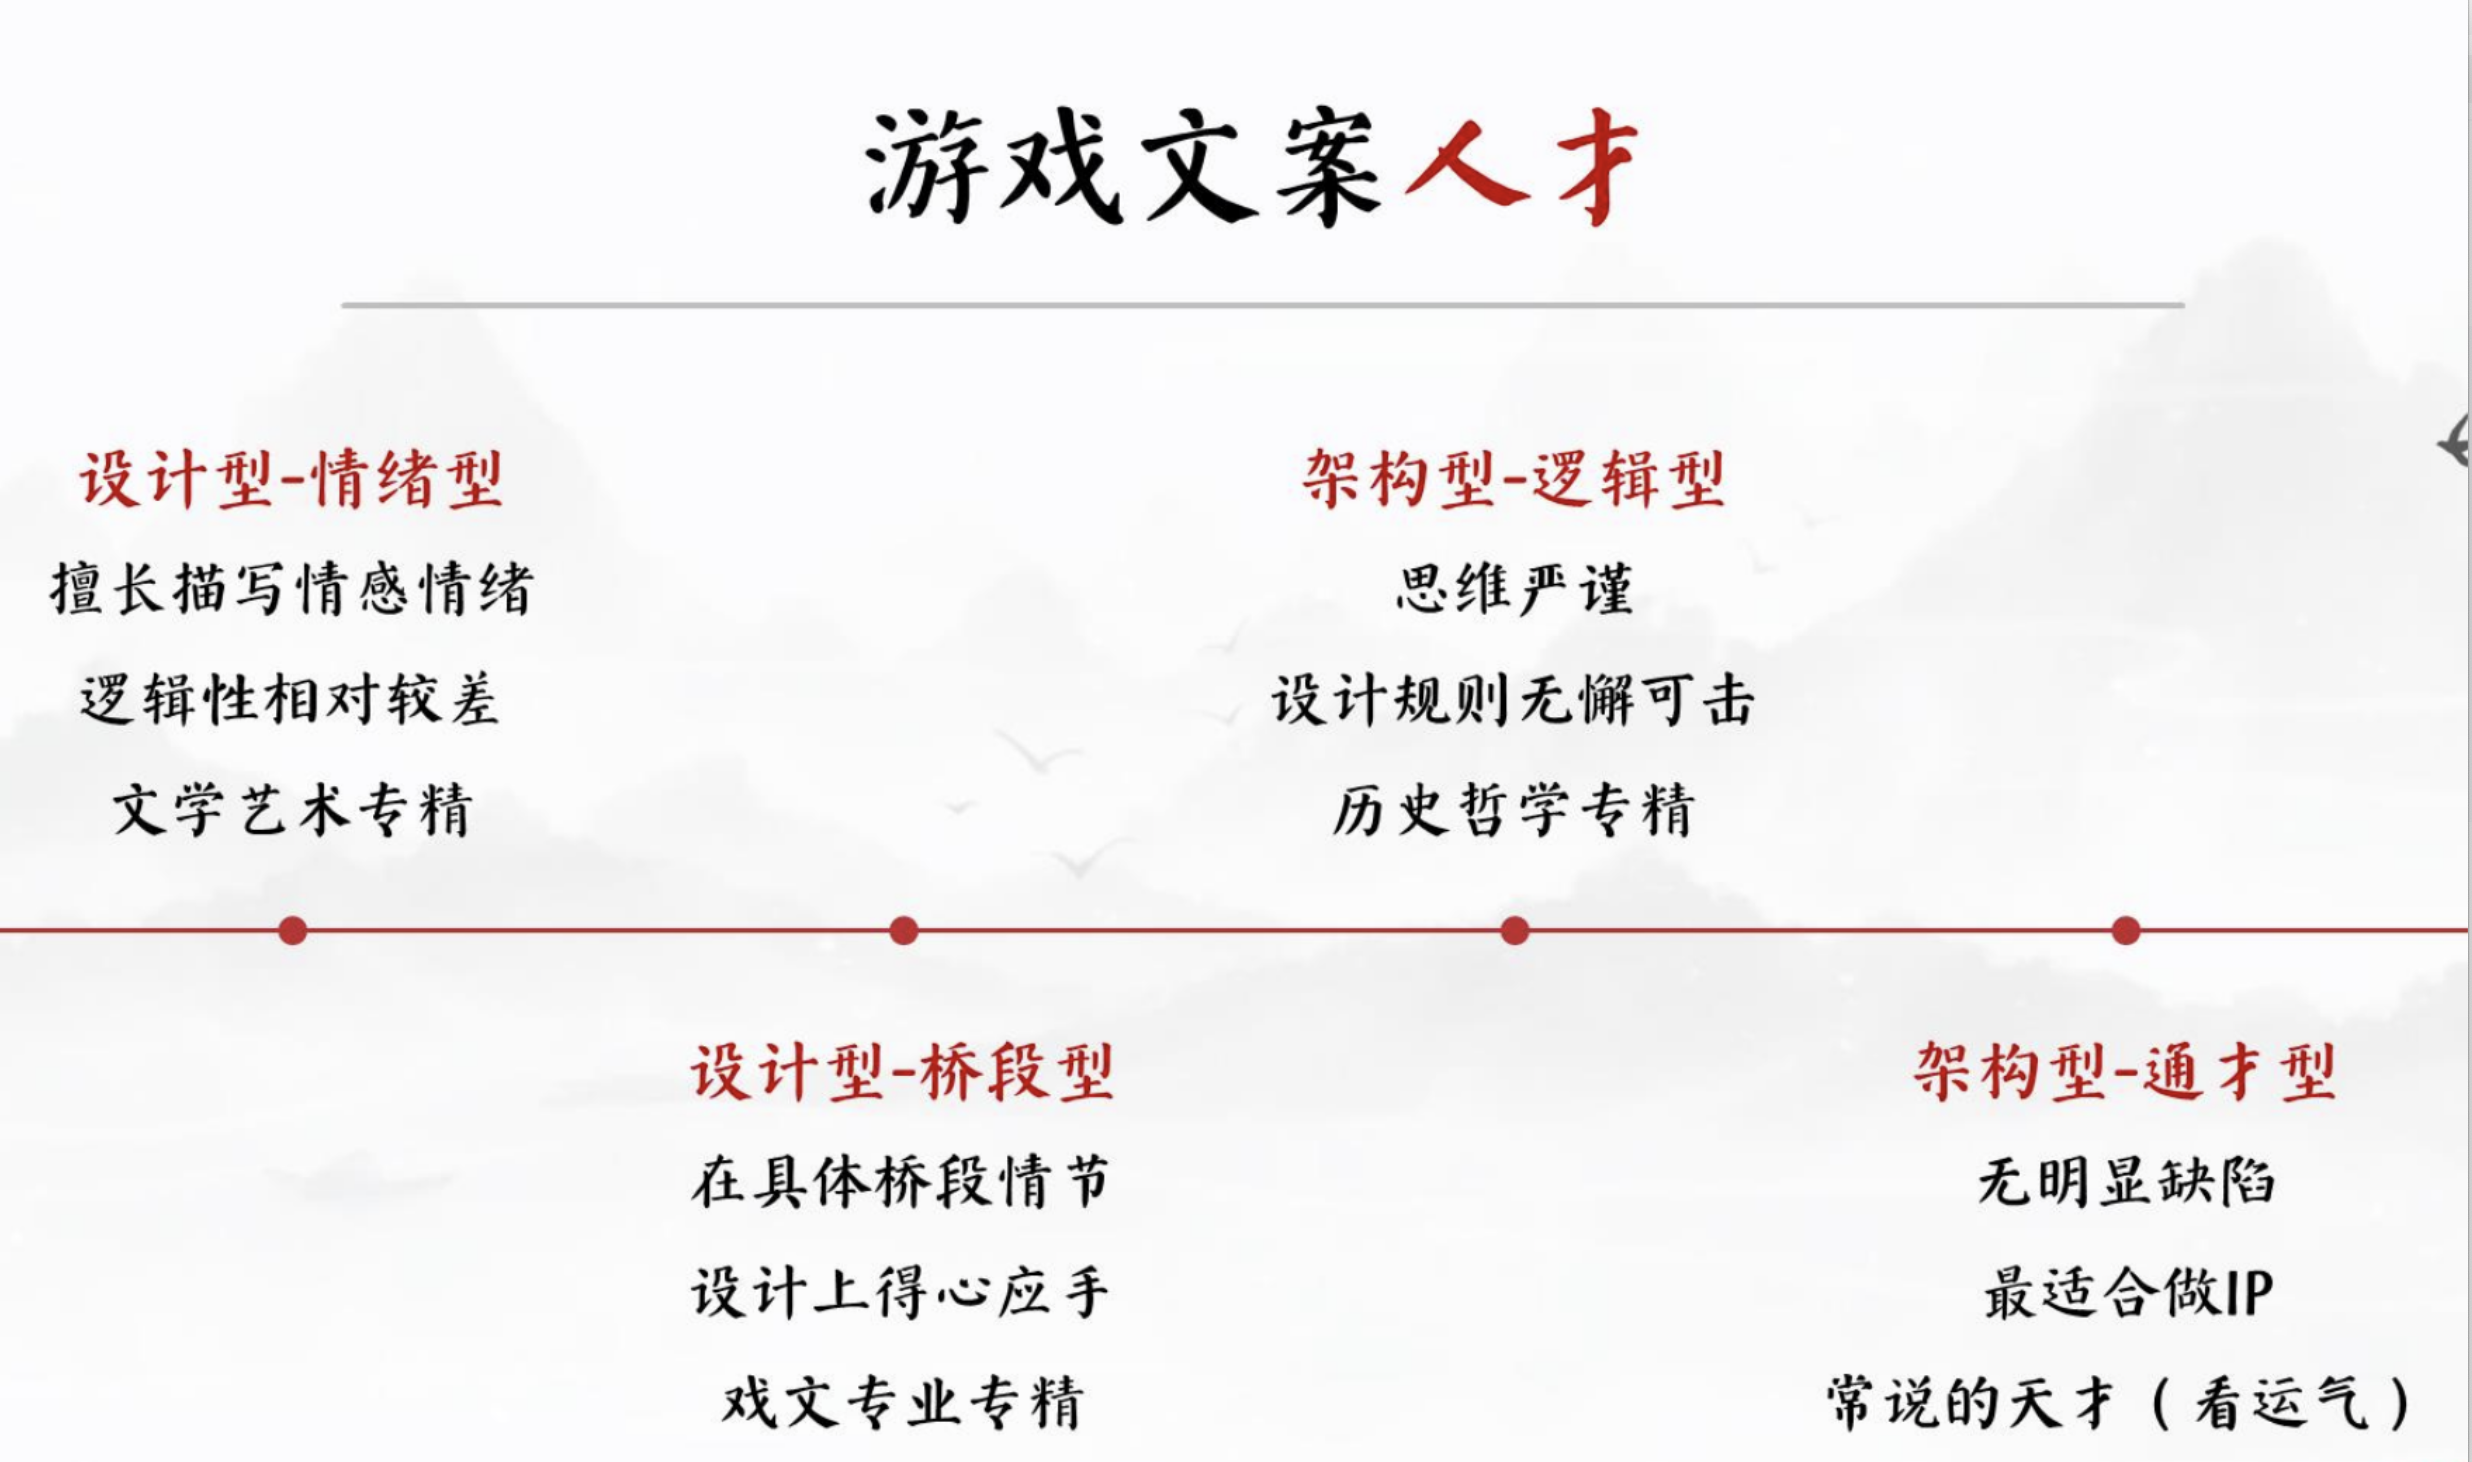 游戏文案人才
设计型-情绪型
擅长描写情感情绪
逻辑性相对较差
文学艺术专精
设计型-桥段型
在具体桥段情节
设计上得心应手
戏文专业专精
架构型-逻辑型
思维严谨
设计规则无懈可击
历史哲学专精
架构型-通才型
无明显缺陷
最适合做IP
常说的天才（看运气）